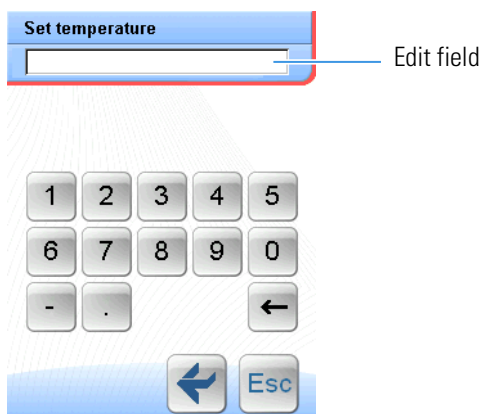 Set temperature
Edit field
1 2 3 4 5
6 7 8 9 0
- . ←
Esc